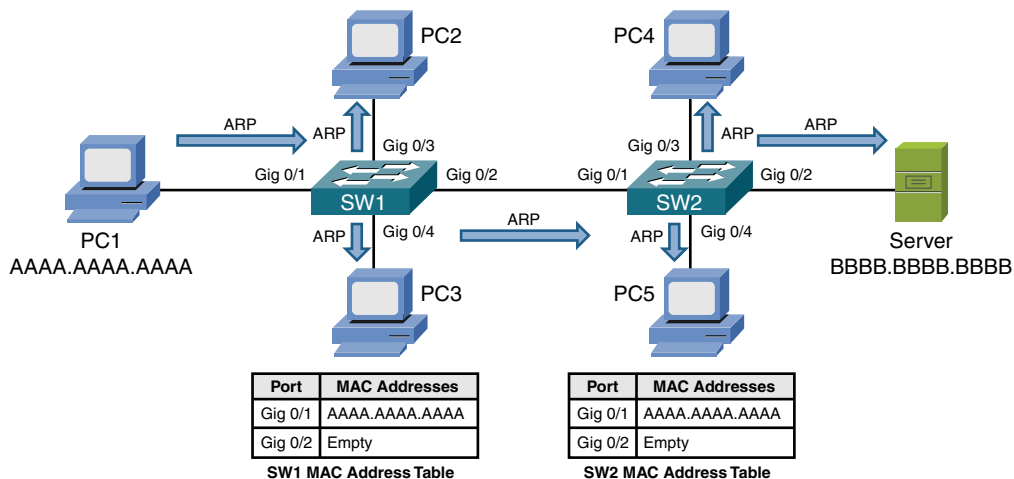 PC2
PC4
ARP
ARP
ARP
ARP
Gig 0/3
Gig 0/3
Gig 0/1
Gig 0/2
Gig 0/1
Gig 0/2
SW1
SW2
ARP
Gig 0/4
ARP
ARP
Gig 0/4
PC1
AAAA.AAAA.AAAA
Server
BBBB.BBBB.BBBB
PC3
PC5
Port MAC Addresses
Gig 0/1 AAAA.AAAA.AAAA
Gig 0/2 Empty
SW1 MAC Address Table
Port MAC Addresses
Gig 0/1 AAAA.AAAA.AAAA
Gig 0/2 Empty
SW2 MAC Address Table